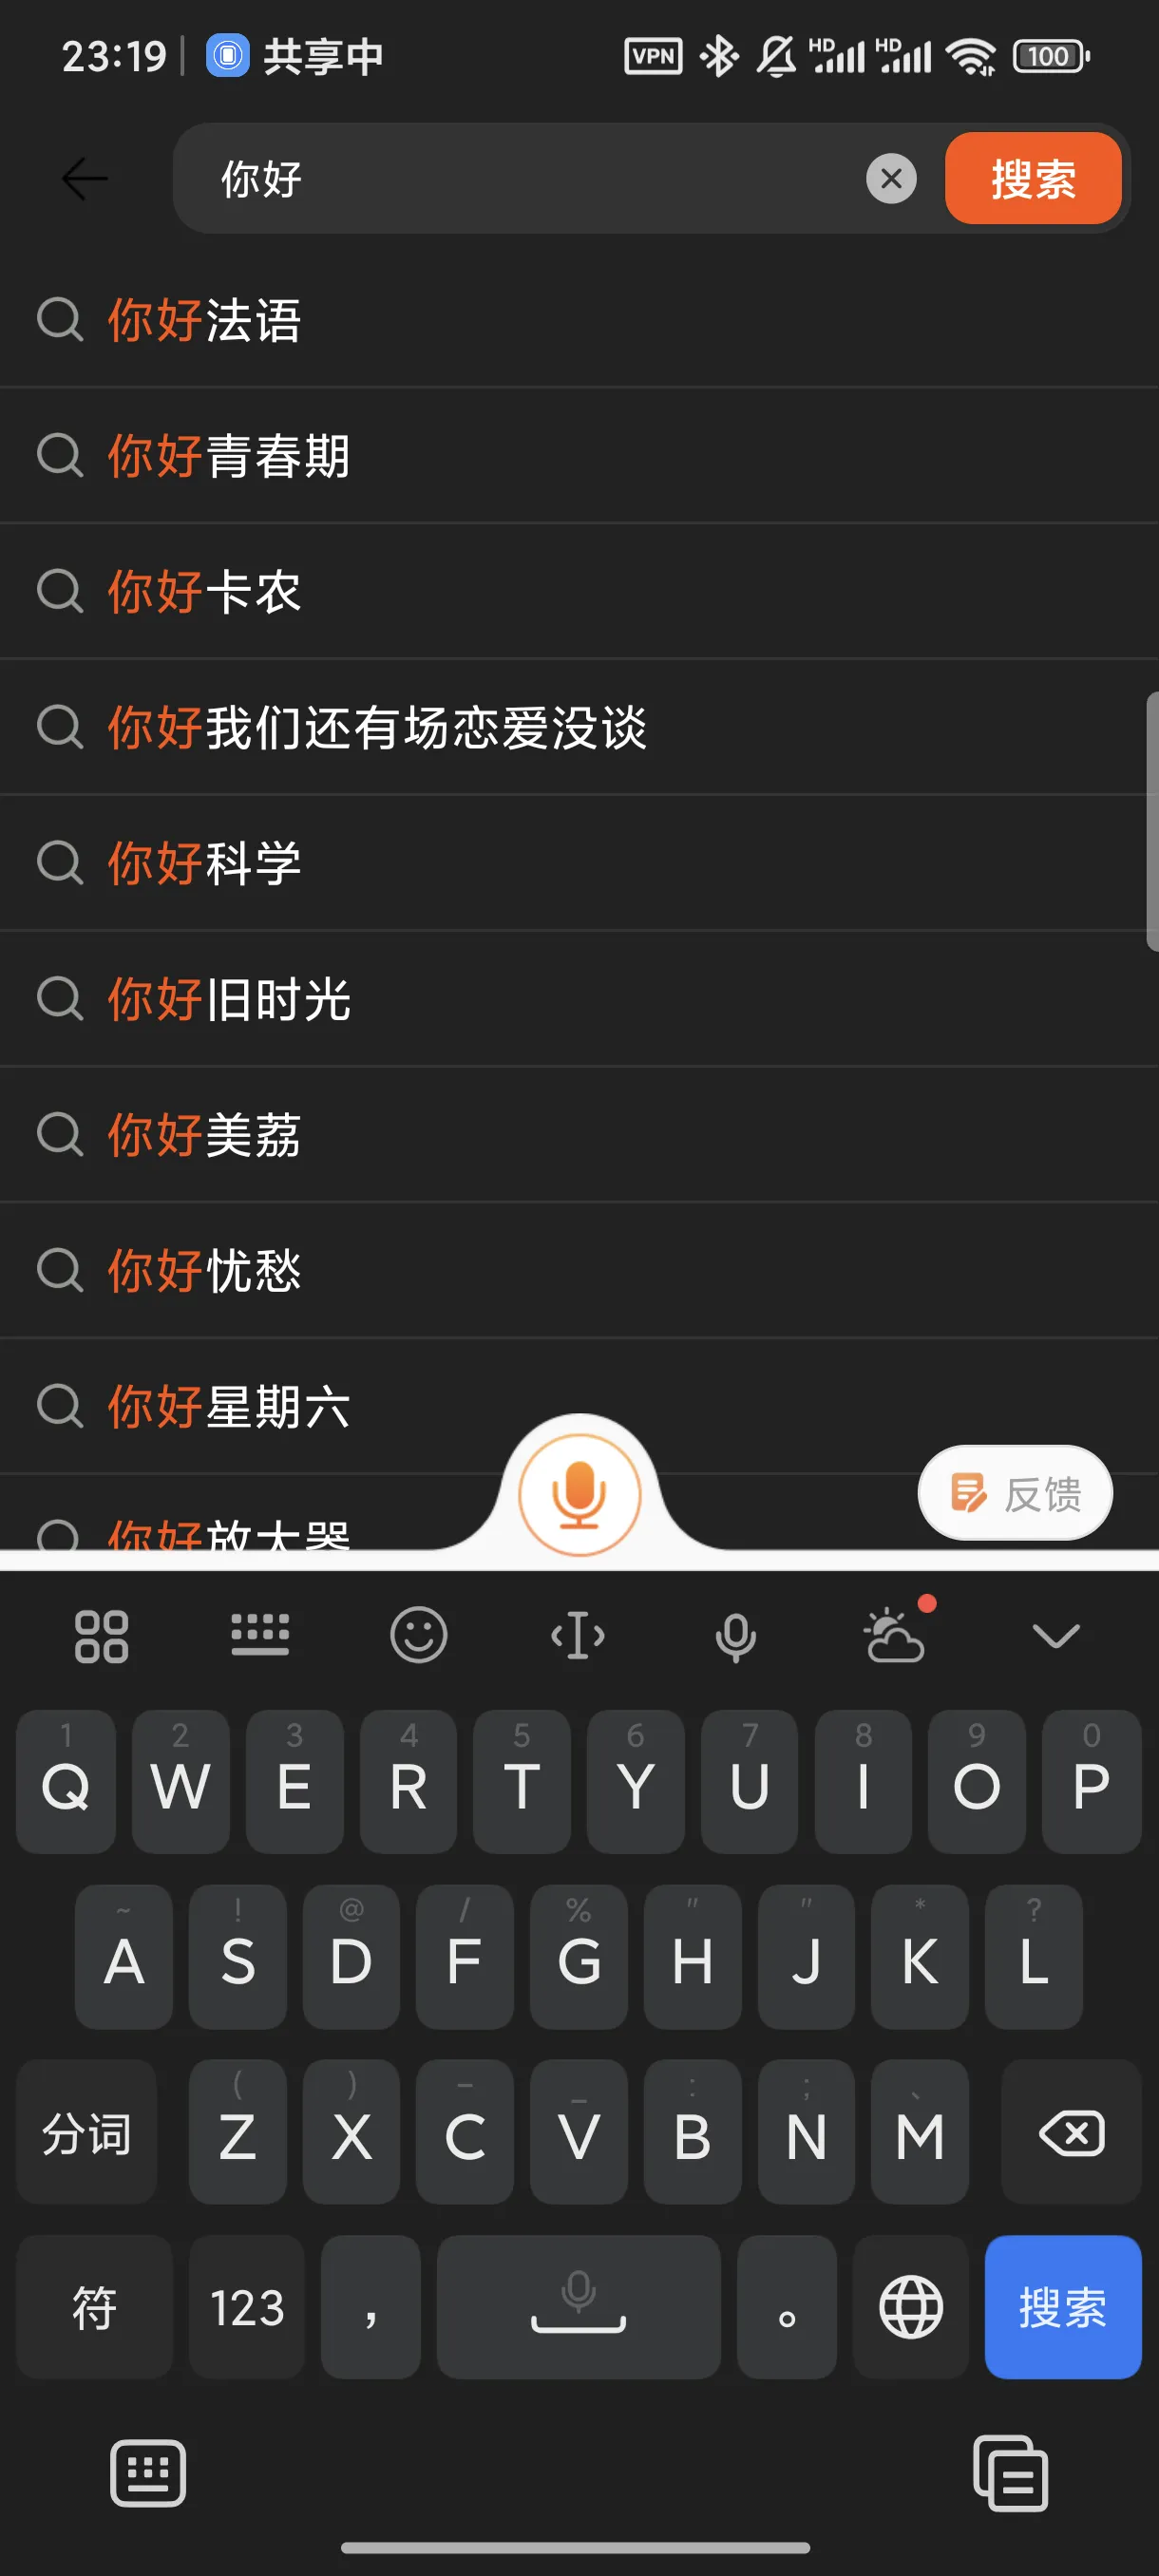 23:19 共享中 VPN HD HD 100
你好 搜索
你好法语
你好青春期
你好卡农
你好我们还有场恋爱没谈
你好科学
你好旧时光
你好美荔
你好忧愁
你好星期六
反馈
你好放大器
1 2 3 4 5 6 7 8 9 0
Q W E R T Y U I O P
~ ! @ / % " " * ?
A S D F G H J K L
( ) – _ : ; 、
分词 Z X C V B N M
符 123 , 。 搜索